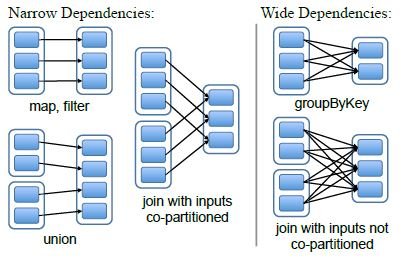 Narrow Dependencies:
map, filter
union
join with inputs
co-partitioned
Wide Dependencies:
groupByKey
join with inputs not
co-partitioned